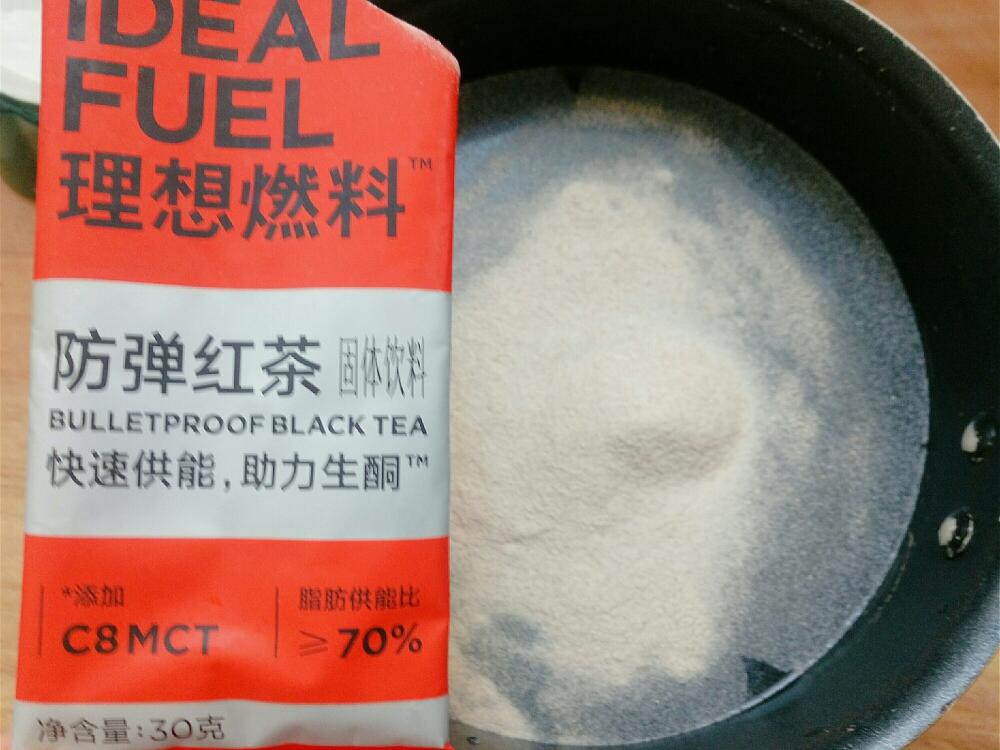 IDEAL
FUEL
理想燃料™
防弹红茶 固体饮料
BULLETPROOF BLACK TEA
快速供能,助力生酮™
*添加
C8MCT
脂肪供能比
≥70%
净含量:30克